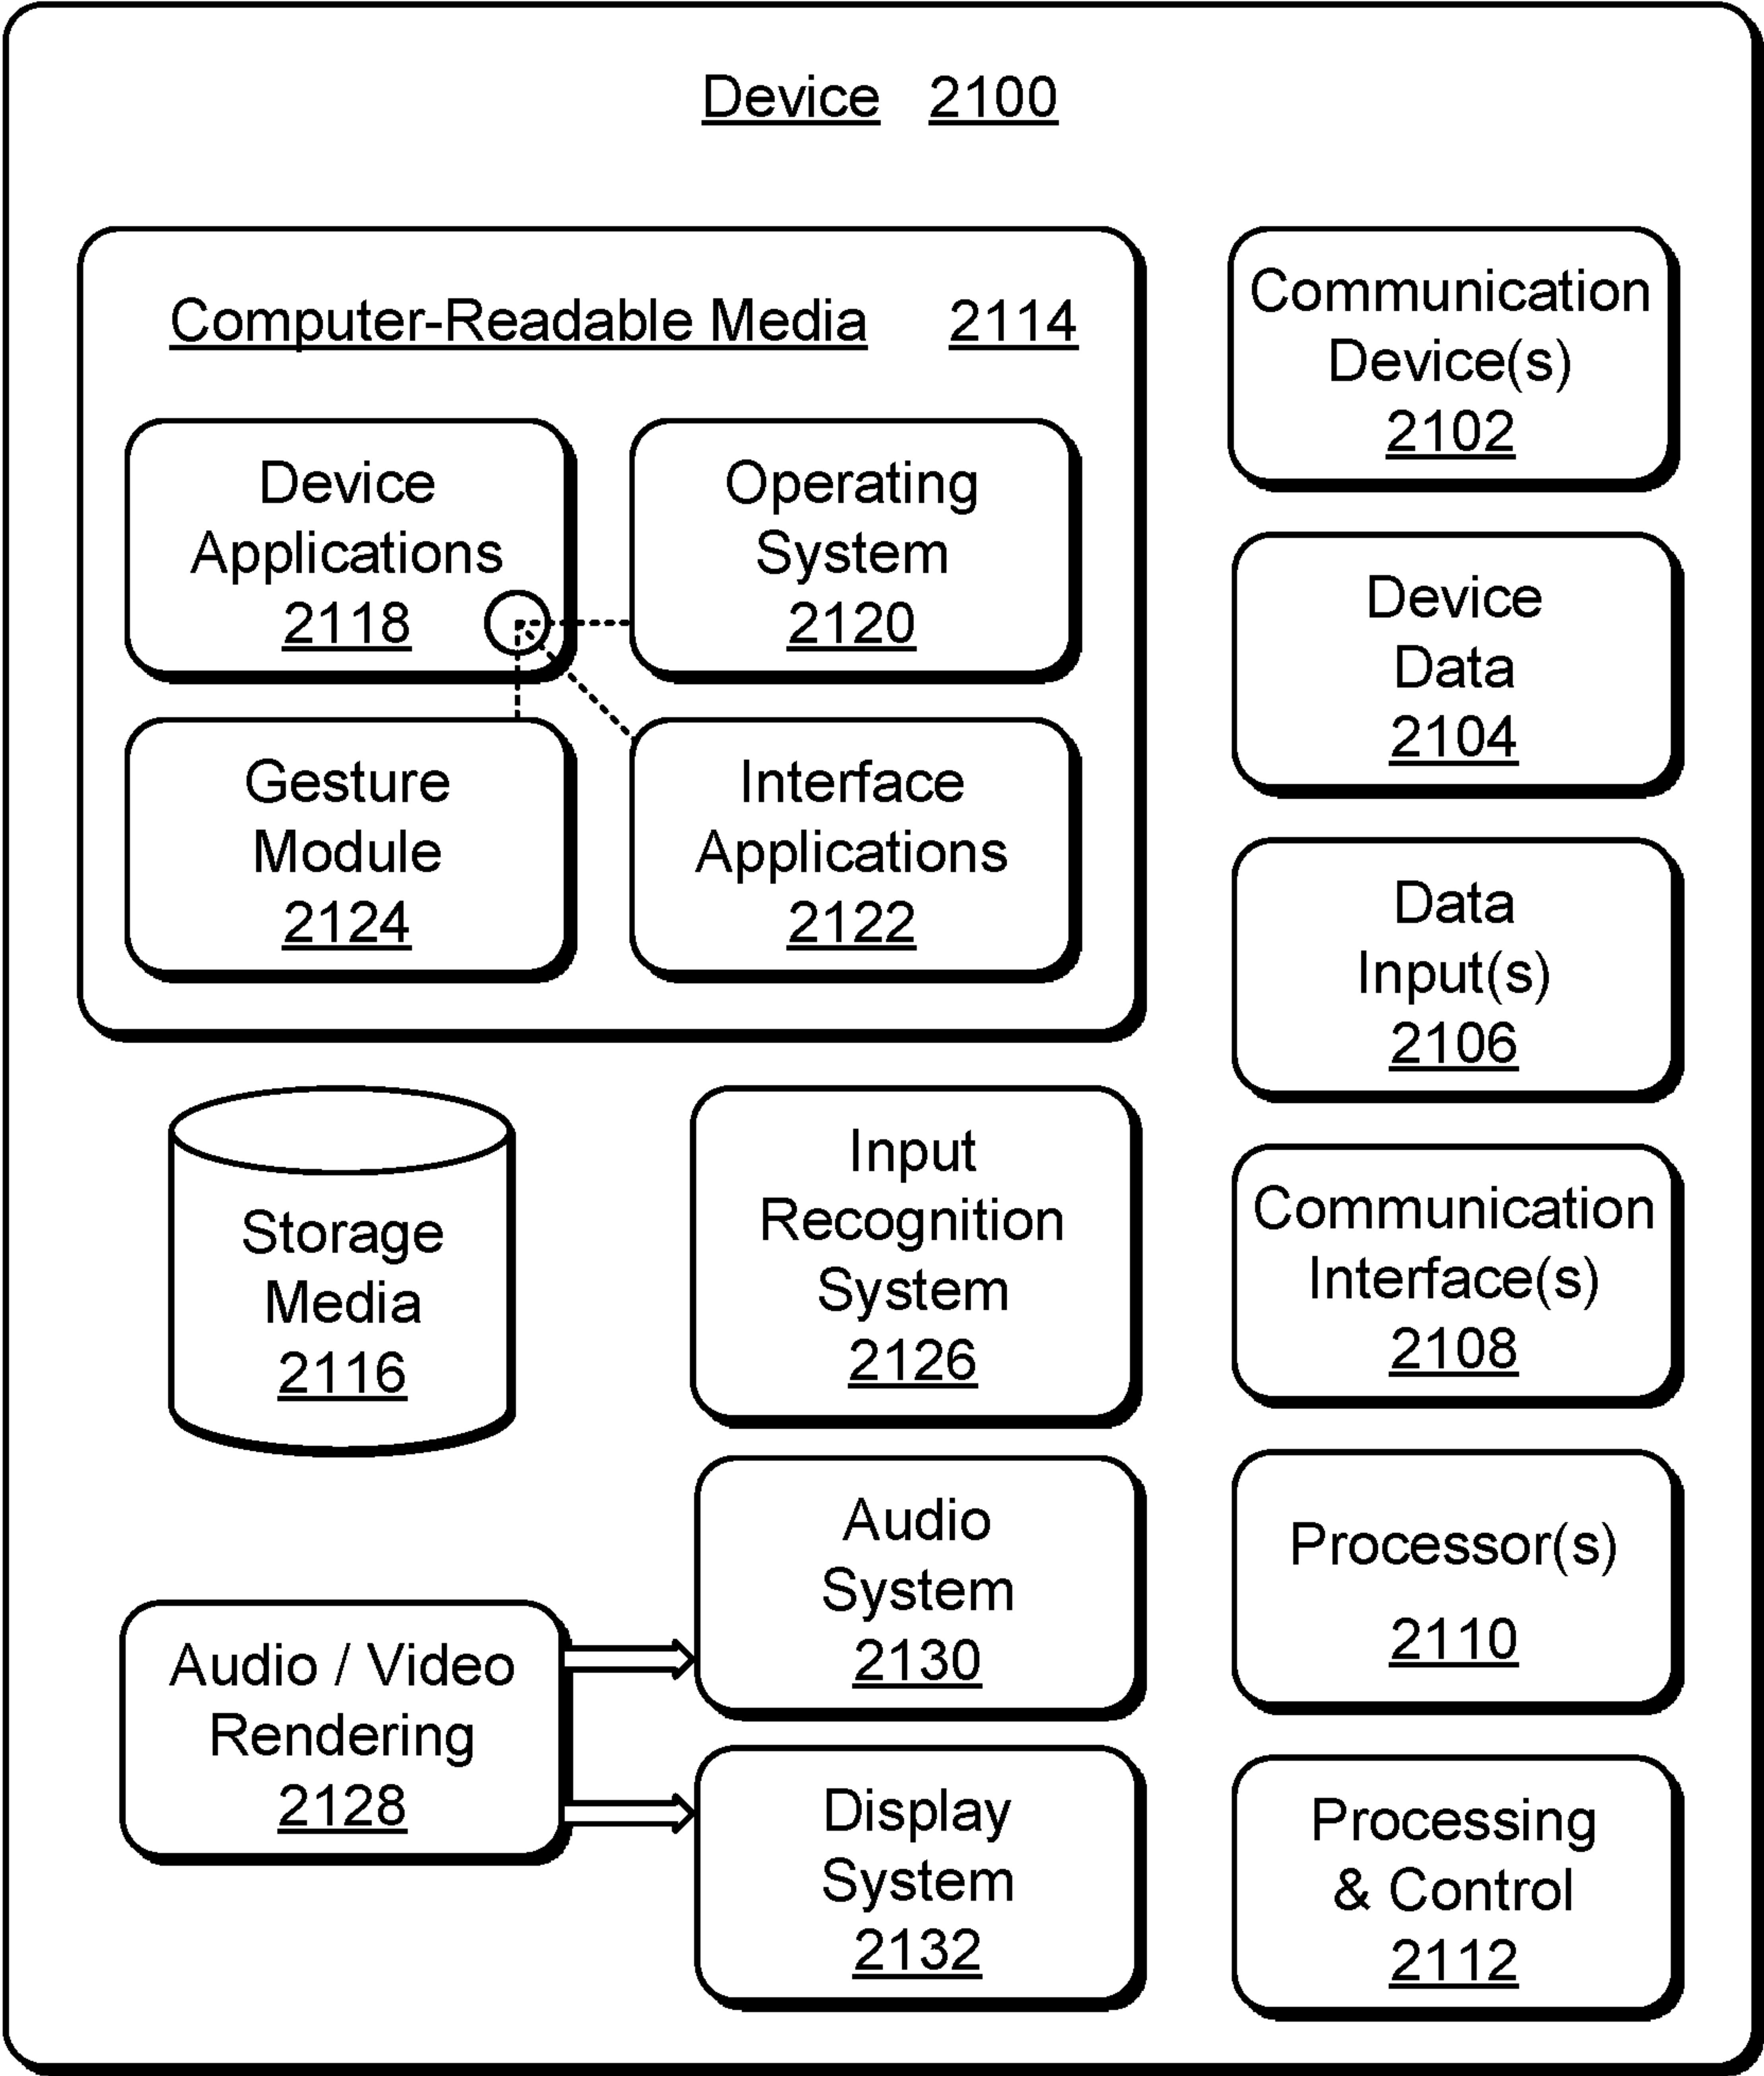 Device 2100
Computer-Readable Media 2114
Device
Applications
2118
Operating
System
2120
Gesture
Module
2124
Interface
Applications
2122
Storage
Media
2116
Input
Recognition
System
2126
Audio / Video
Rendering
2128
Audio
System
2130
Display
System
2132
Communication
Device(s)
2102
Device
Data
2104
Data
Input(s)
2106
Communication
Interface(s)
2108
Processor(s)
2110
Processing
& Control
2112